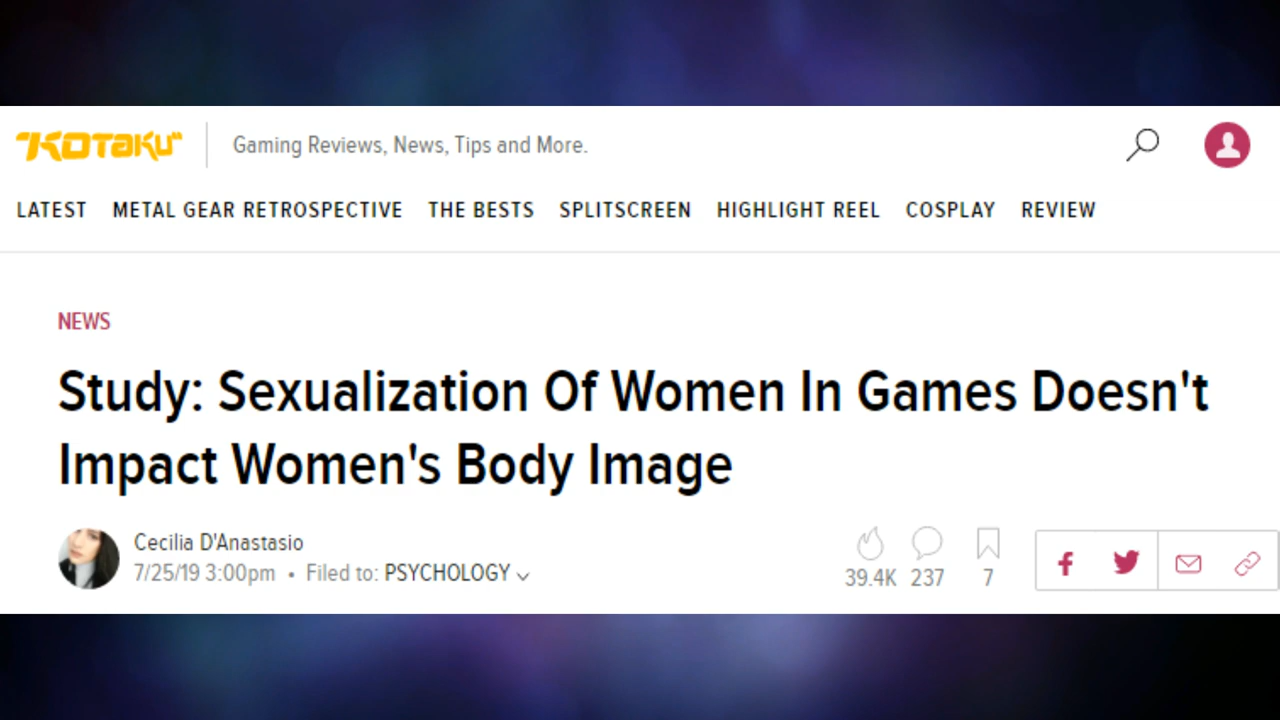 KOTAKU
Gaming Reviews, News, Tips and More.
LATEST METAL GEAR RETROSPECTIVE THE BESTS SPLITSCREEN HIGHLIGHT REEL COSPLAY REVIEW
NEWS
Study: Sexualization Of Women In Games Doesn't
Impact Women's Body Image
Cecilia D'Anastasio
7/25/19 3:00pm • Filed to: PSYCHOLOGY
39.4K 237 7